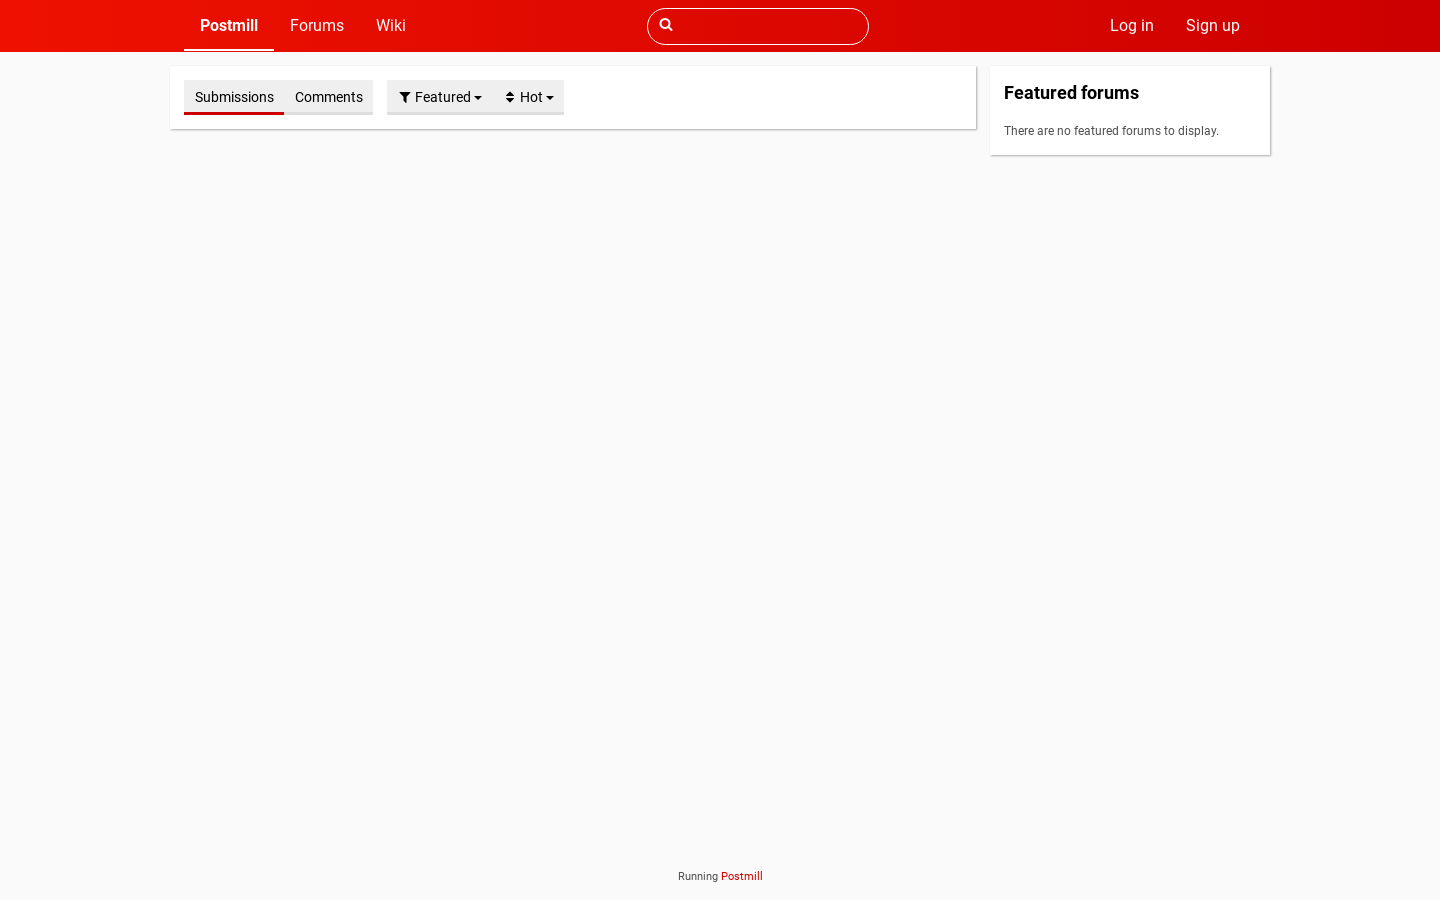 Postmill Forums Wiki Log in Sign up
Submissions Comments Featured Hot
Featured forums
There are no featured forums to display.
Running Postmill